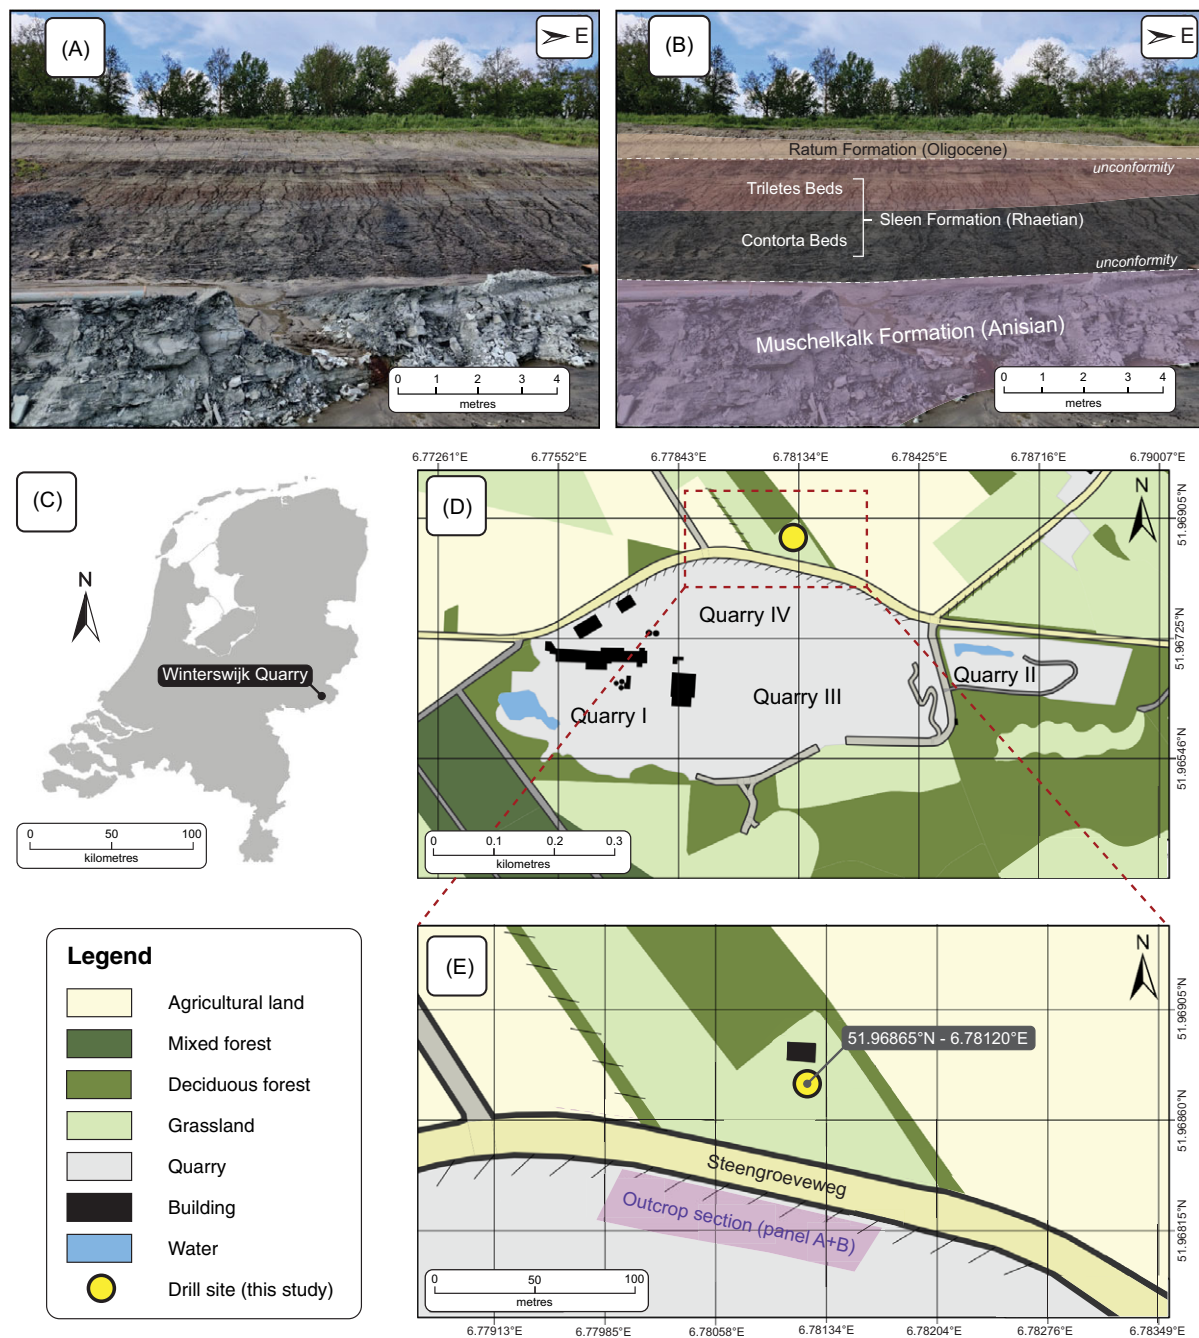 (A)
E
0 1 2 3 4
metres
(B)
E
Ratum Formation (Oligocene)
unconformity
Triletes Beds
Sleen Formation (Rhaetian)
Contorta Beds
unconformity
Muschelkalk Formation (Anisian)
0 1 2 3 4
metres
(C)
N
Winterswijk Quarry
0 50 100
kilometres
6.77261°E 6.77552°E 6.77843°E 6.78134°E 6.78425°E 6.78716°E 6.79007°E
(D)
N
51.96905°N
51.96725°N
51.96546°N
Quarry IV
Quarry II
Quarry III
Quarry I
0 0.1 0.2 0.3
kilometres
Legend
Agricultural land
Mixed forest
Deciduous forest
Grassland
Quarry
Building
Water
Drill site (this study)
(E)
N
51.96865°N - 6.78120°E
51.96905°N
51.96860°N
51.96815°N
Steengroeveweg
Outcrop section (panel A+B)
0 50 100
metres
6.77913°E 6.77985°E 6.78058°E 6.78134°E 6.78204°E 6.78276°E 6.78349°E